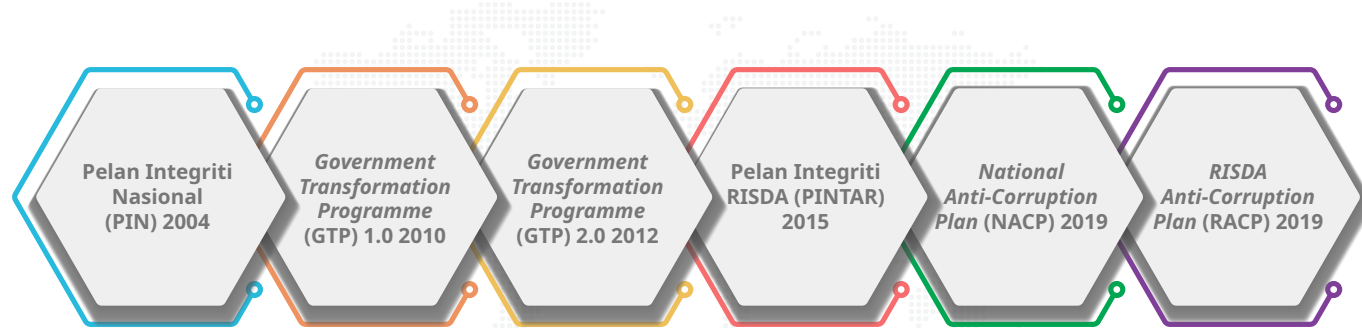 Pelan Integriti
Nasional
(PIN) 2004
Government
Transformation
Programme
(GTP) 1.0 2010
Government
Transformation
Programme
(GTP) 2.0 2012
Pelan Integriti
RISDA (PINTAR)
2015
National
Anti-Corruption
Plan (NACP) 2019
RISDA
Anti-Corruption
Plan (RACP) 2019